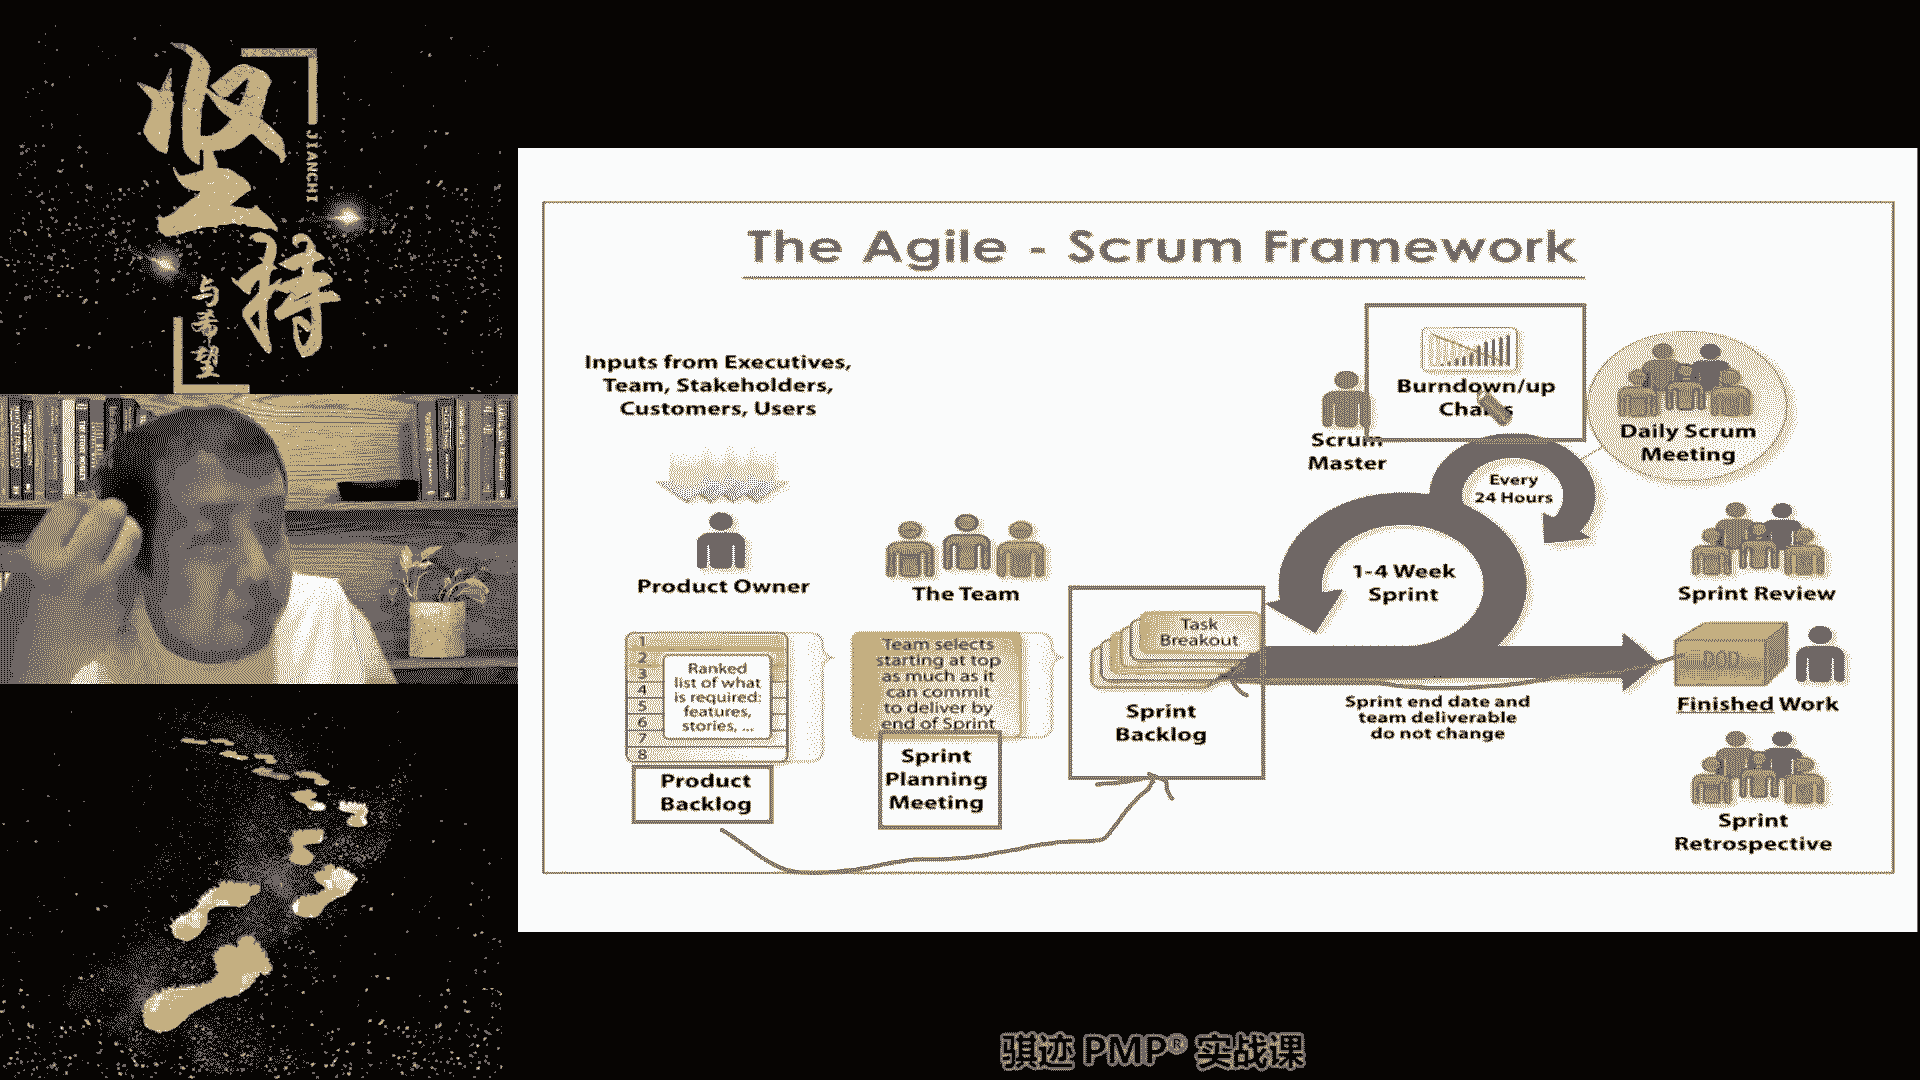 坚持
JIANCHI
与希望
The Agile - Scrum Framework
Inputs from Executives,
Team, Stakeholders,
Customers, Users
Product Owner
The Team
1
2
3
4
5
6
7
8
Ranked
list of what
is required:
features,
stories, ...
Product
Backlog
Team selects
starting at top
as much as it
can commit
to deliver by
end of Sprint
Sprint
Planning
Meeting
Task
Breakout
Sprint
Backlog
Scrum
Master
Burndown/up
Charts
Daily Scrum
Meeting
Every
24 Hours
1-4 Week
Sprint
Sprint end date and
team deliverable
do not change
Sprint Review
DOD
Finished Work
Sprint
Retrospective
骐迹 PMP® 实战课